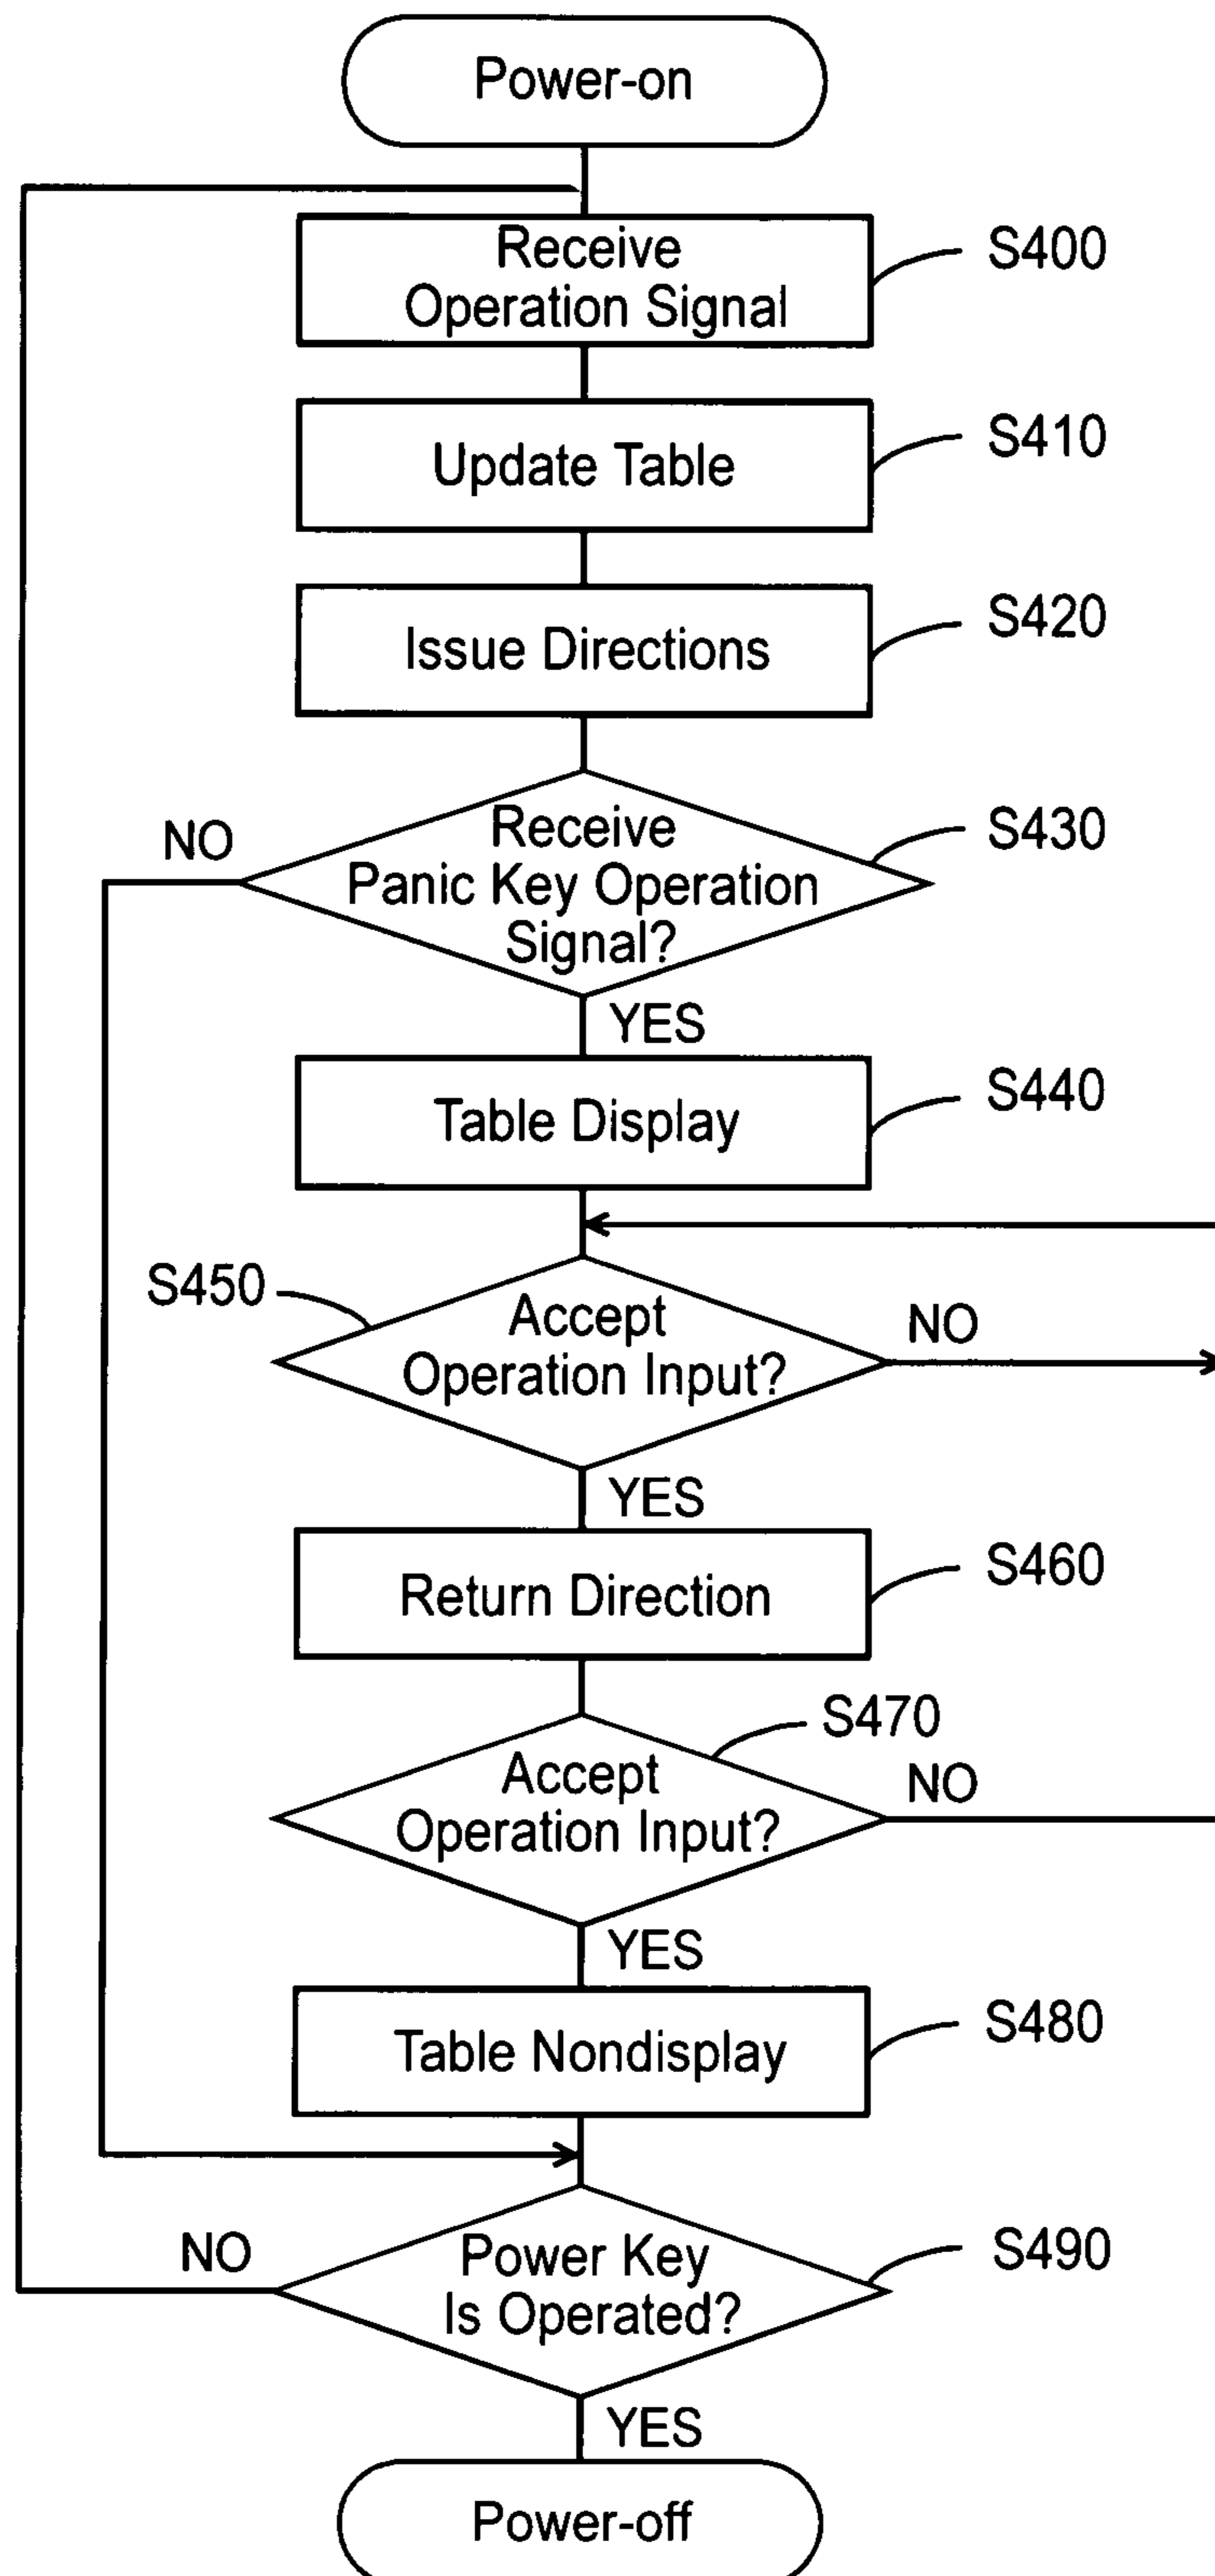 Power-on
Receive
Operation Signal
S400
Update Table
S410
Issue Directions
S420
NO
Receive
Panic Key Operation
Signal?
S430
YES
Table Display
S440
S450
Accept
Operation Input?
NO
YES
Return Direction
S460
S470
Accept
Operation Input?
NO
YES
Table Nondisplay
S480
NO
Power Key
Is Operated?
S490
YES
Power-off